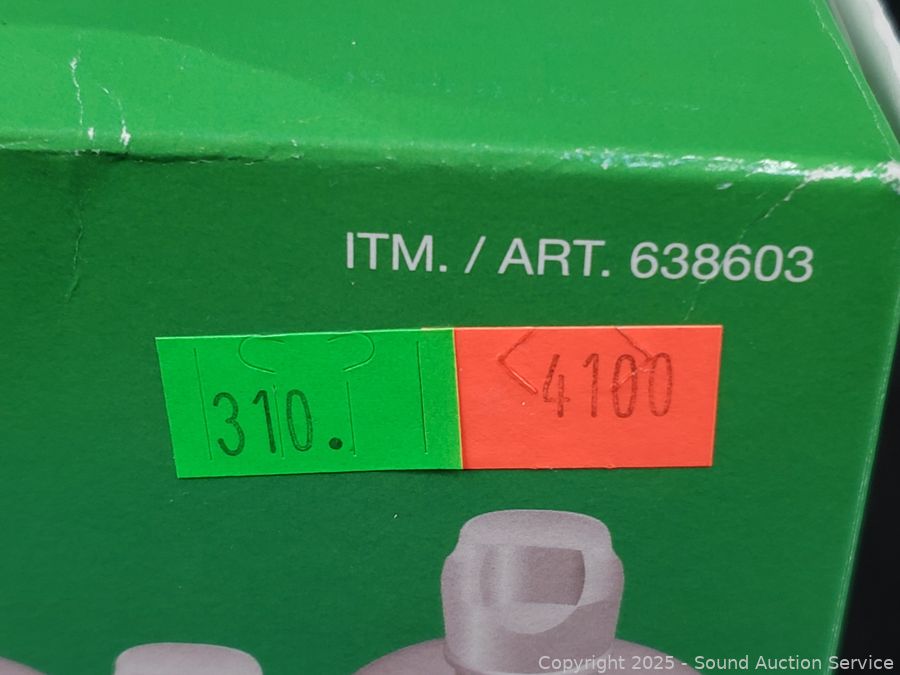 ITM. / ART. 638603
310. 4100
Copyright 2025 - Sound Auction Service